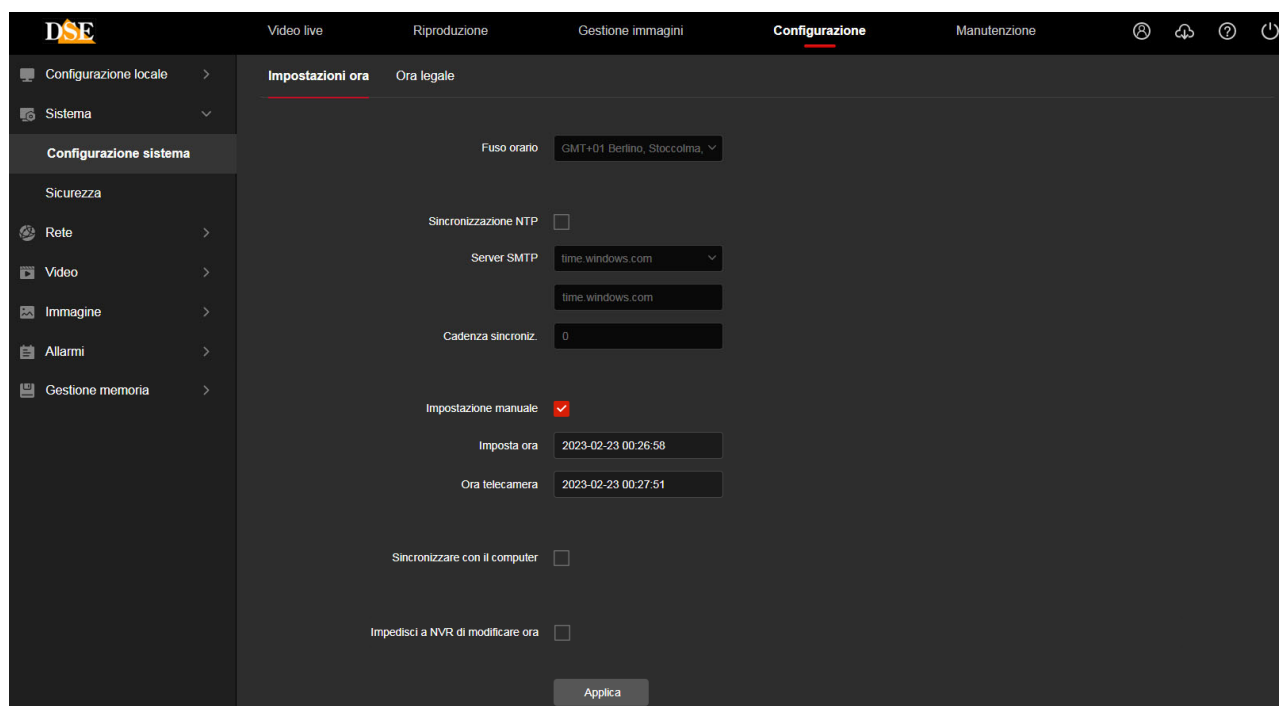 DSE
Video live
Riproduzione
Gestione immagini
Configurazione
Manutenzione
Configurazione locale
Sistema
Configurazione sistema
Sicurezza
Rete
Video
Immagine
Allarmi
Gestione memoria
Impostazioni ora
Ora legale
Fuso orario GMT+01 Berlino, Stoccolma,
Sincronizzazione NTP
Server SMTP time.windows.com
time.windows.com
Cadenza sincroniz. 0
Impostazione manuale
Imposta ora 2023-02-23 00:26:58
Ora telecamera 2023-02-23 00:27:51
Sincronizzare con il computer
Impedisci a NVR di modificare ora
Applica